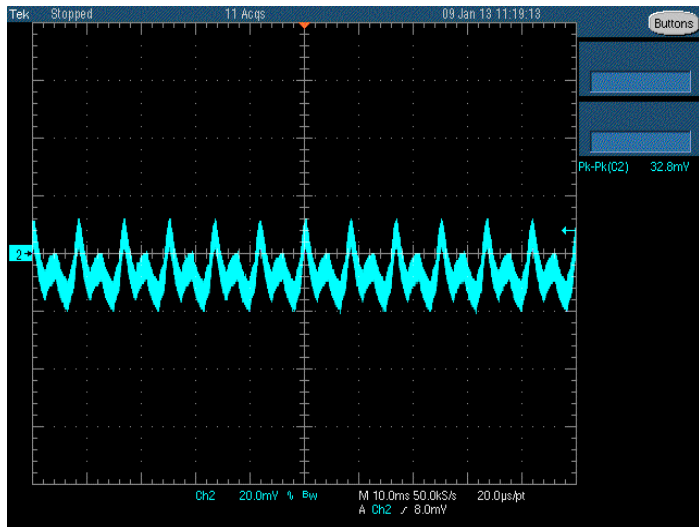 Tek Stopped 11 Acqs 09 Jan 13 11:19:13
Buttons
Pk-Pk(C2) 32.8mV
2
Ch2 20.0mV % Bw M 10.0ms 50.0kS/s 20.0µs/pt
A Ch2 / 8.0mV